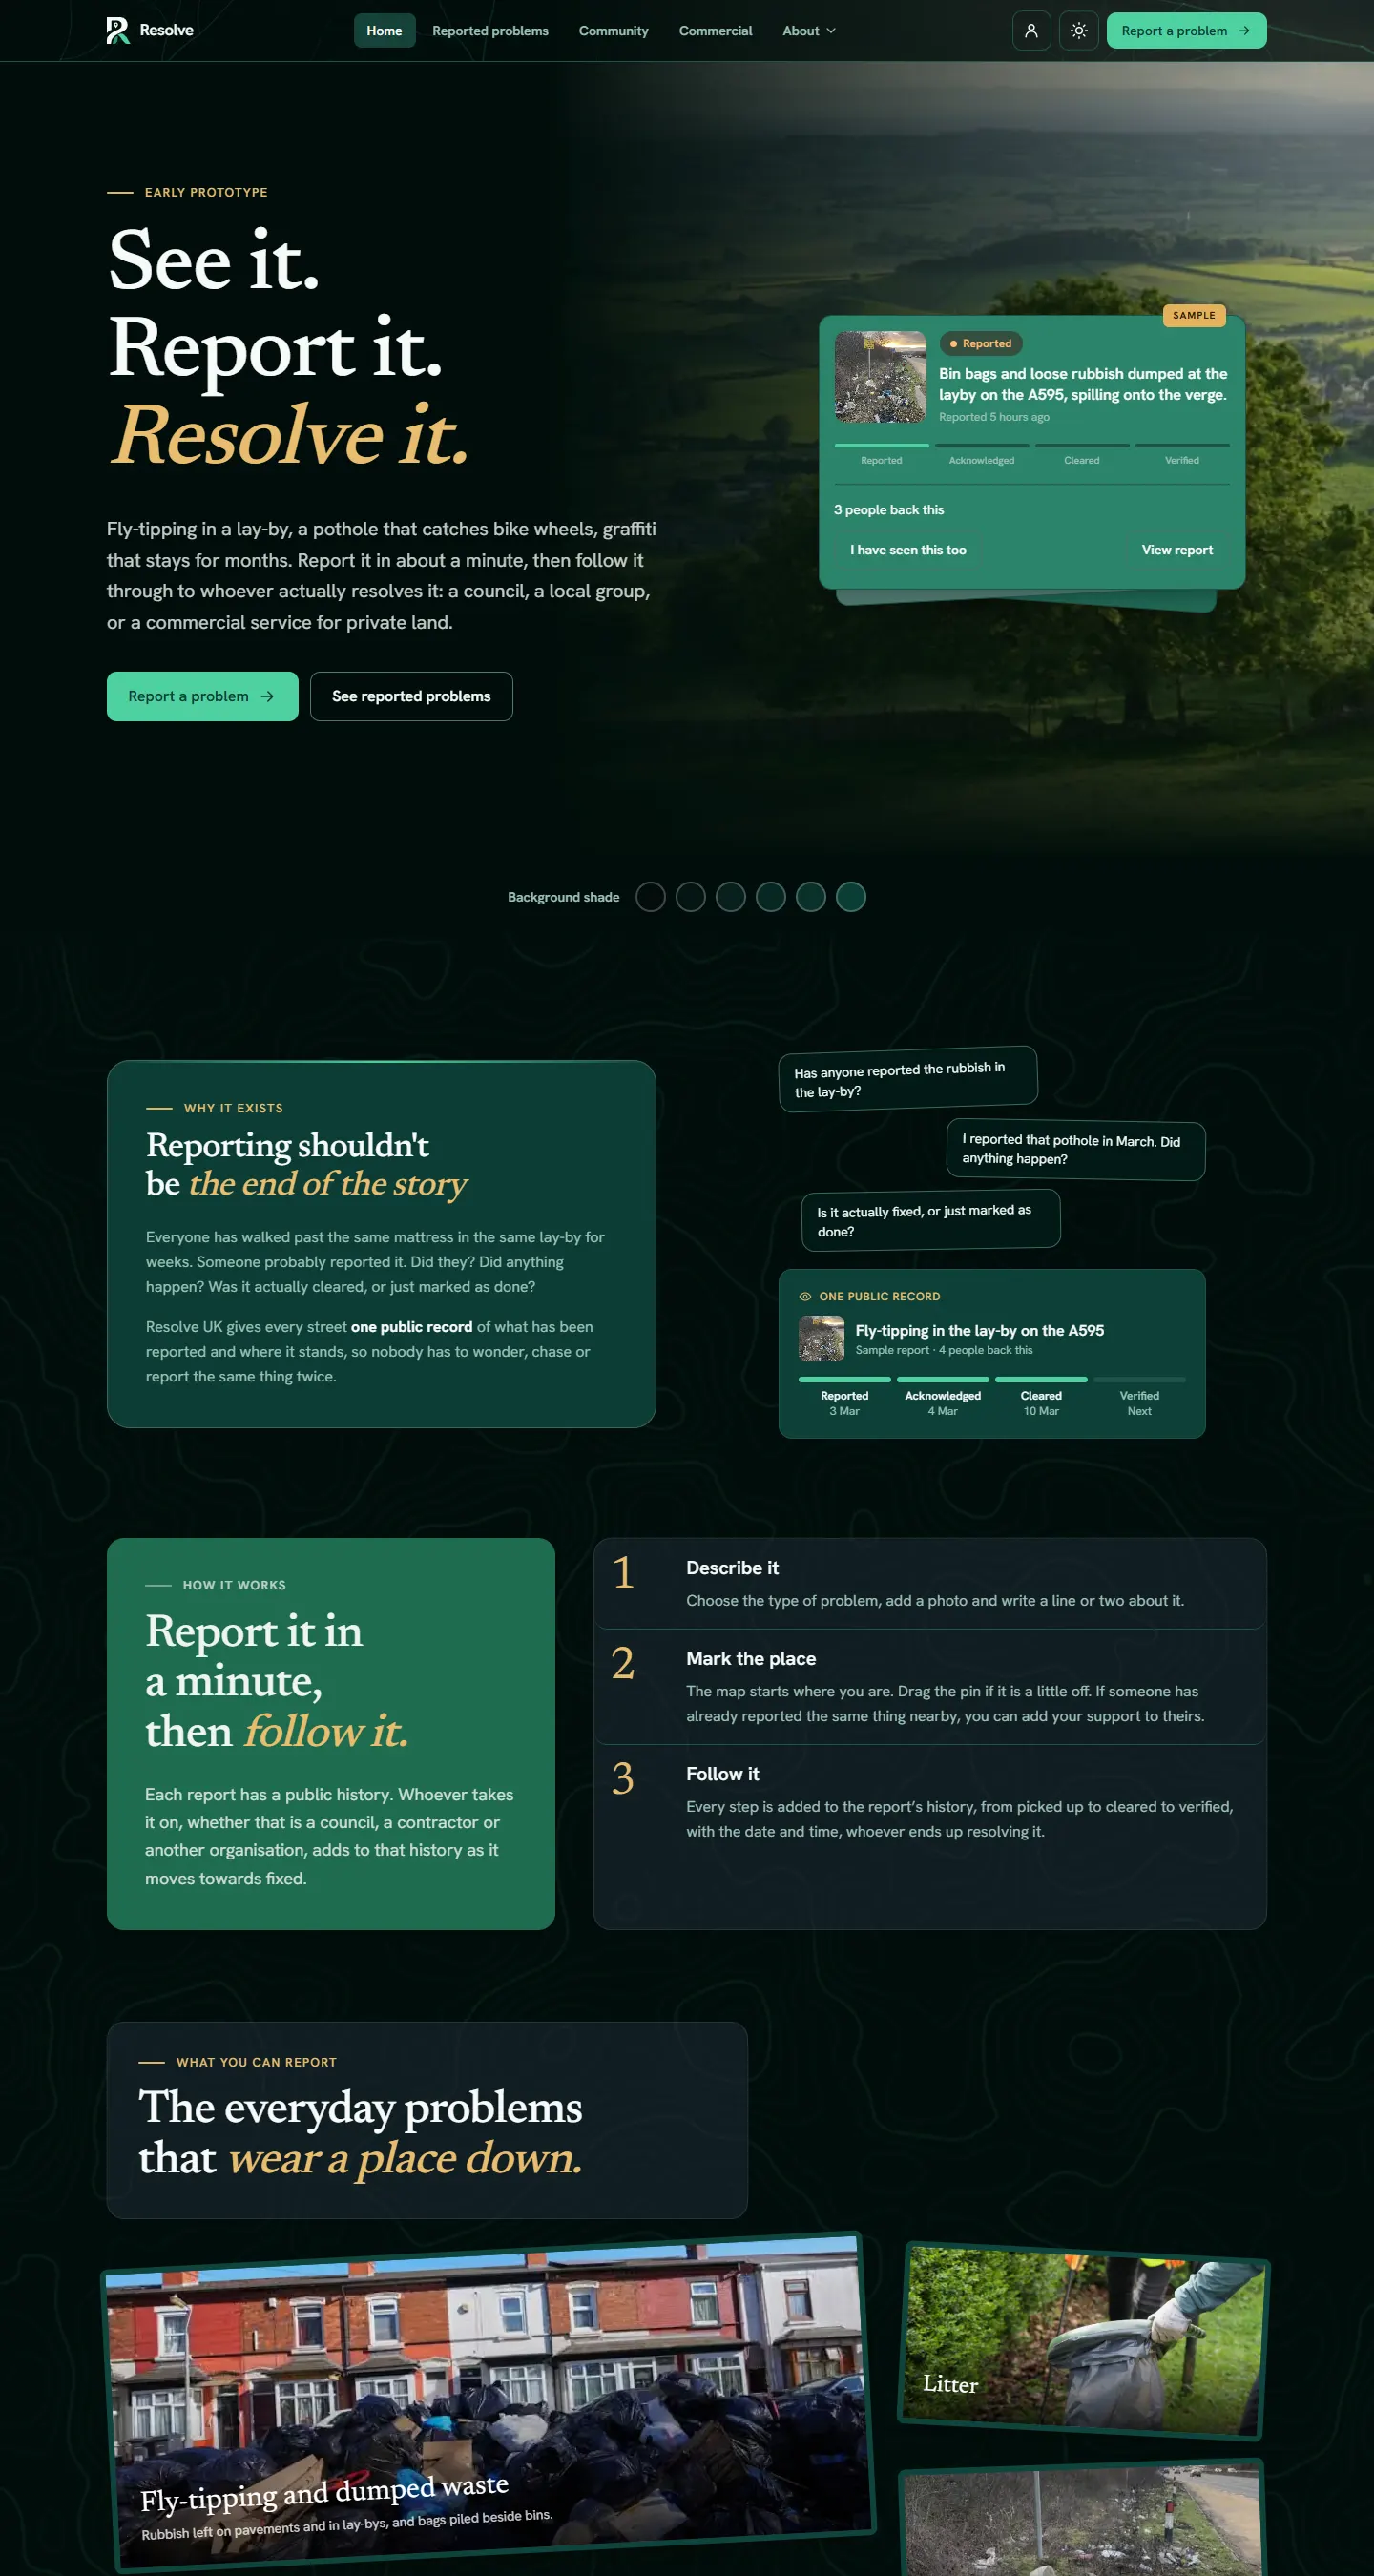 Resolve
Home
Reported problems
Community
Commercial
About
Report a problem
EARLY PROTOTYPE
See it.
Report it.
Resolve it.
Fly-tipping in a lay-by, a pothole that catches bike wheels, graffiti
that stays for months. Report it in about a minute, then follow it
through to whoever actually resolves it: a council, a local group,
or a commercial service for private land.
Report a problem
See reported problems
SAMPLE
Reported
Bin bags and loose rubbish dumped at the
layby on the A595, spilling onto the verge.
Reported 5 hours ago
Reported
Acknowledged
Cleared
Verified
3 people back this
I have seen this too
View report
Background shade
WHY IT EXISTS
Reporting shouldn't
be the end of the story
Everyone has walked past the same mattress in the same lay-by for
weeks. Someone probably reported it. Did they? Did anything
happen? Was it actually cleared, or just marked as done?
Resolve UK gives every street one public record of what has been
reported and where it stands, so nobody has to wonder, chase or
report the same thing twice.
Has anyone reported the rubbish in
the lay-by?
I reported that pothole in March. Did
anything happen?
Is it actually fixed, or just marked as
done?
ONE PUBLIC RECORD
Fly-tipping in the lay-by on the A595
Sample report · 4 people back this
Reported
3 Mar
Acknowledged
4 Mar
Cleared
10 Mar
Verified
Next
HOW IT WORKS
Report it in
a minute,
then follow it.
Each report has a public history. Whoever takes
it on, whether that is a council, a contractor or
another organisation, adds to that history as it
moves towards fixed.
1
Describe it
Choose the type of problem, add a photo and write a line or two about it.
2
Mark the place
The map starts where you are. Drag the pin if it is a little off. If someone has
already reported the same thing nearby, you can add your support to theirs.
3
Follow it
Every step is added to the report’s history, from picked up to cleared to verified,
with the date and time, whoever ends up resolving it.
WHAT YOU CAN REPORT
The everyday problems
that wear a place down.
Fly-tipping and dumped waste
Rubbish left on pavements and in lay-bys, and bags piled beside bins.
Litter